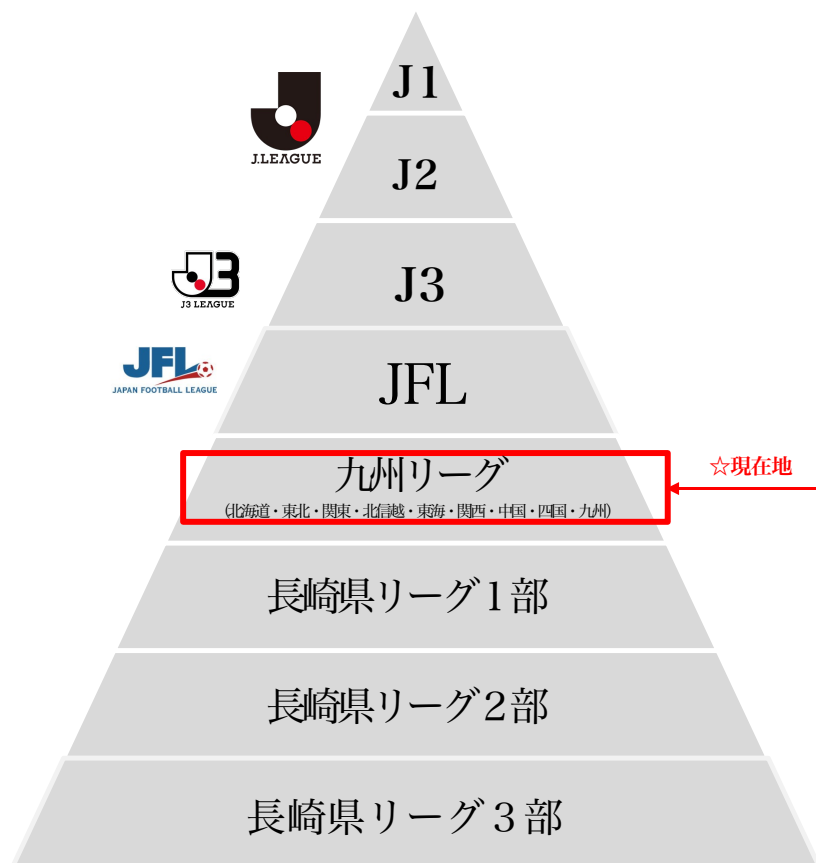 J1
J.LEAGUE
J2
J3
J3 LEAGUE
JFL
JFL
JAPAN FOOTBALL LEAGUE
九州リーグ
☆現在地
(北海道・東北・関東・北信越・東海・関西・中国・四国・九州)
長崎県リーグ１部
長崎県リーグ２部
長崎県リーグ３部